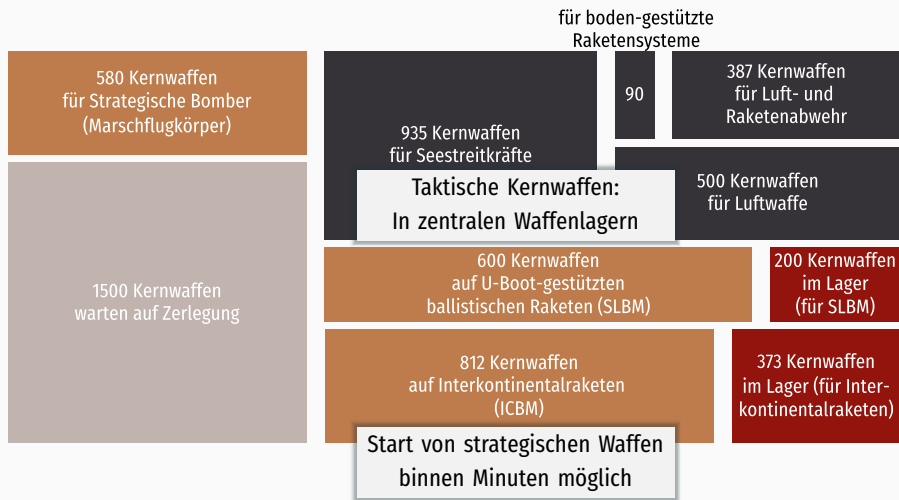 für boden-gestützte
Raketensysteme
580 Kernwaffen
für Strategische Bomber
(Marschflugkörper)
935 Kernwaffen
für Seestreitkräfte
90
387 Kernwaffen
für Luft- und
Raketenabwehr
500 Kernwaffen
für Luftwaffe
Taktische Kernwaffen:
In zentralen Waffenlagern
1500 Kernwaffen
warten auf Zerlegung
600 Kernwaffen
auf U-Boot-gestützten
ballistischen Raketen (SLBM)
200 Kernwaffen
im Lager
(für SLBM)
812 Kernwaffen
auf Interkontinentalraketen
(ICBM)
373 Kernwaffen
im Lager (für Inter-
kontinentalraketen)
Start von strategischen Waffen
binnen Minuten möglich